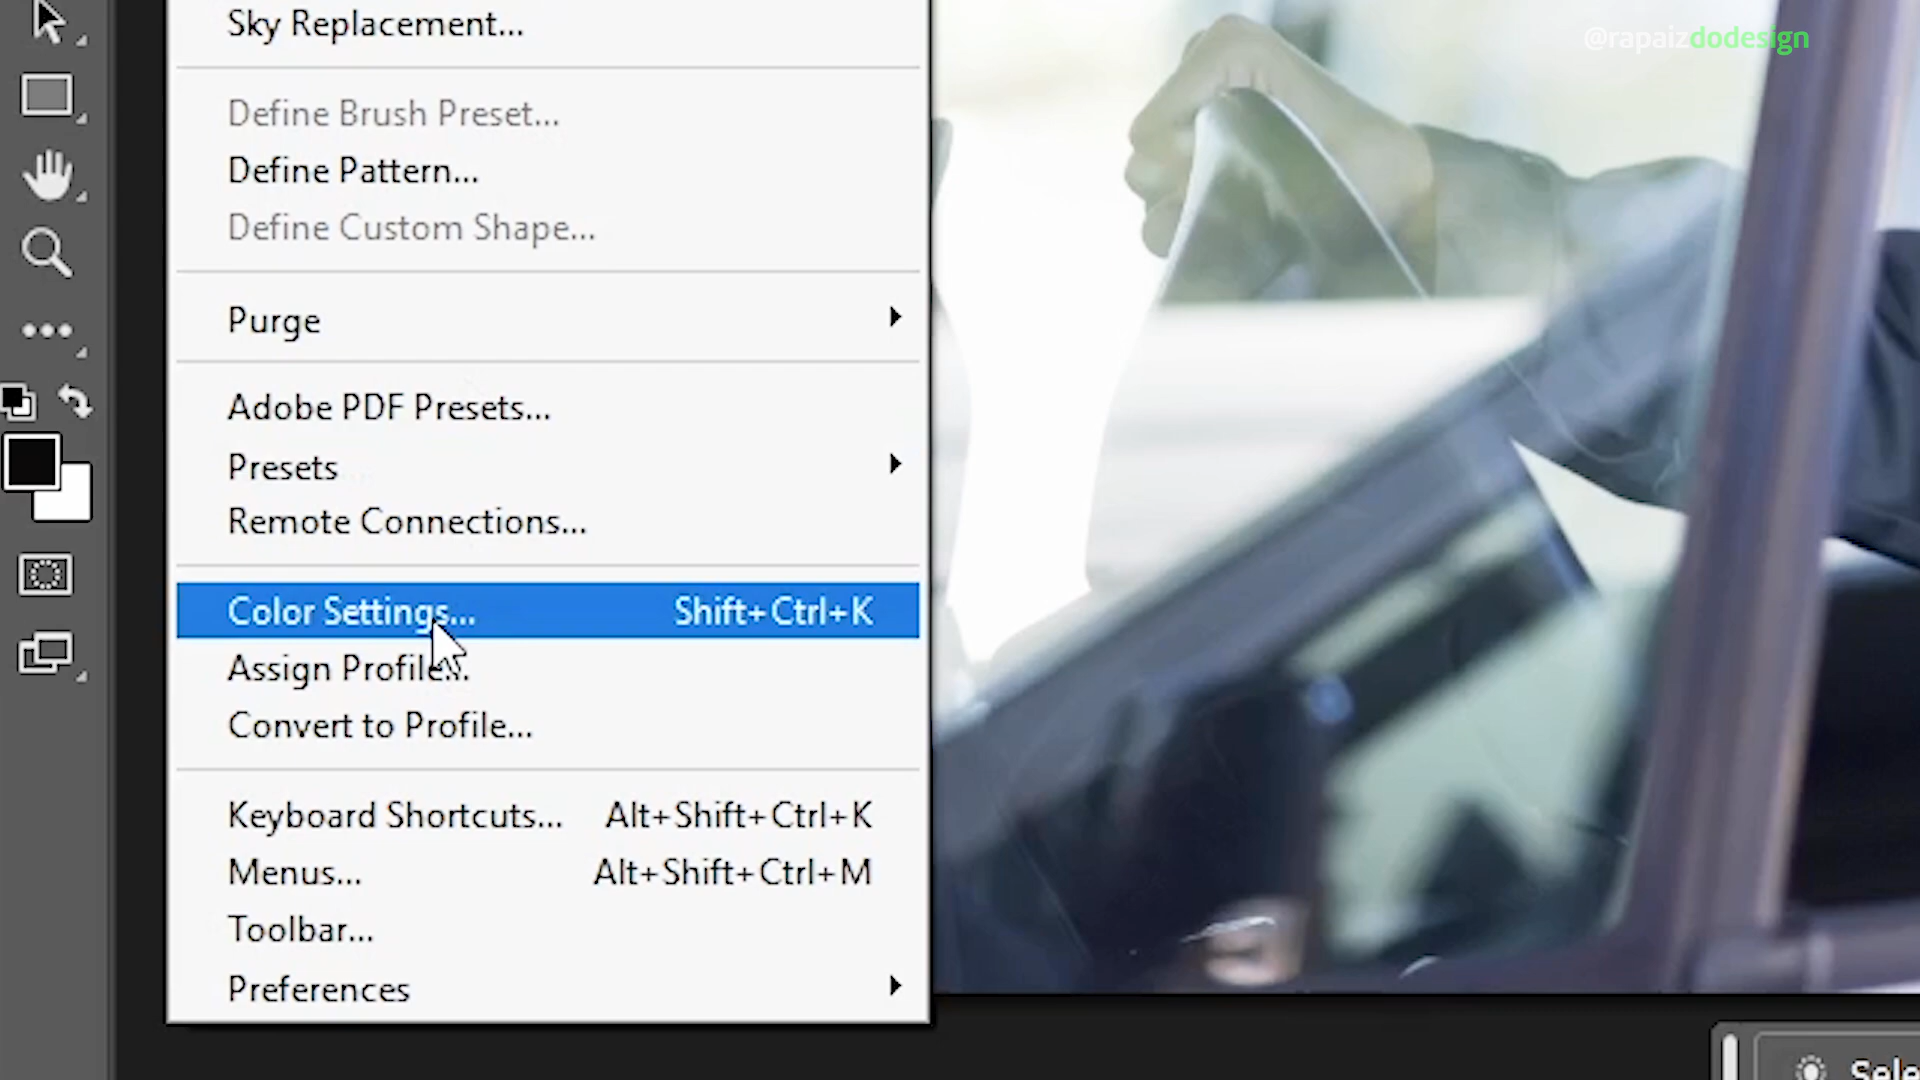 @rapaizdodesign
Sky Replacement...
Define Brush Preset...
Define Pattern...
Define Custom Shape...
Purge
Adobe PDF Presets...
Presets
Remote Connections...
Color Settings... Shift+Ctrl+K
Assign Profile...
Convert to Profile...
Keyboard Shortcuts... Alt+Shift+Ctrl+K
Menus... Alt+Shift+Ctrl+M
Toolbar...
Preferences